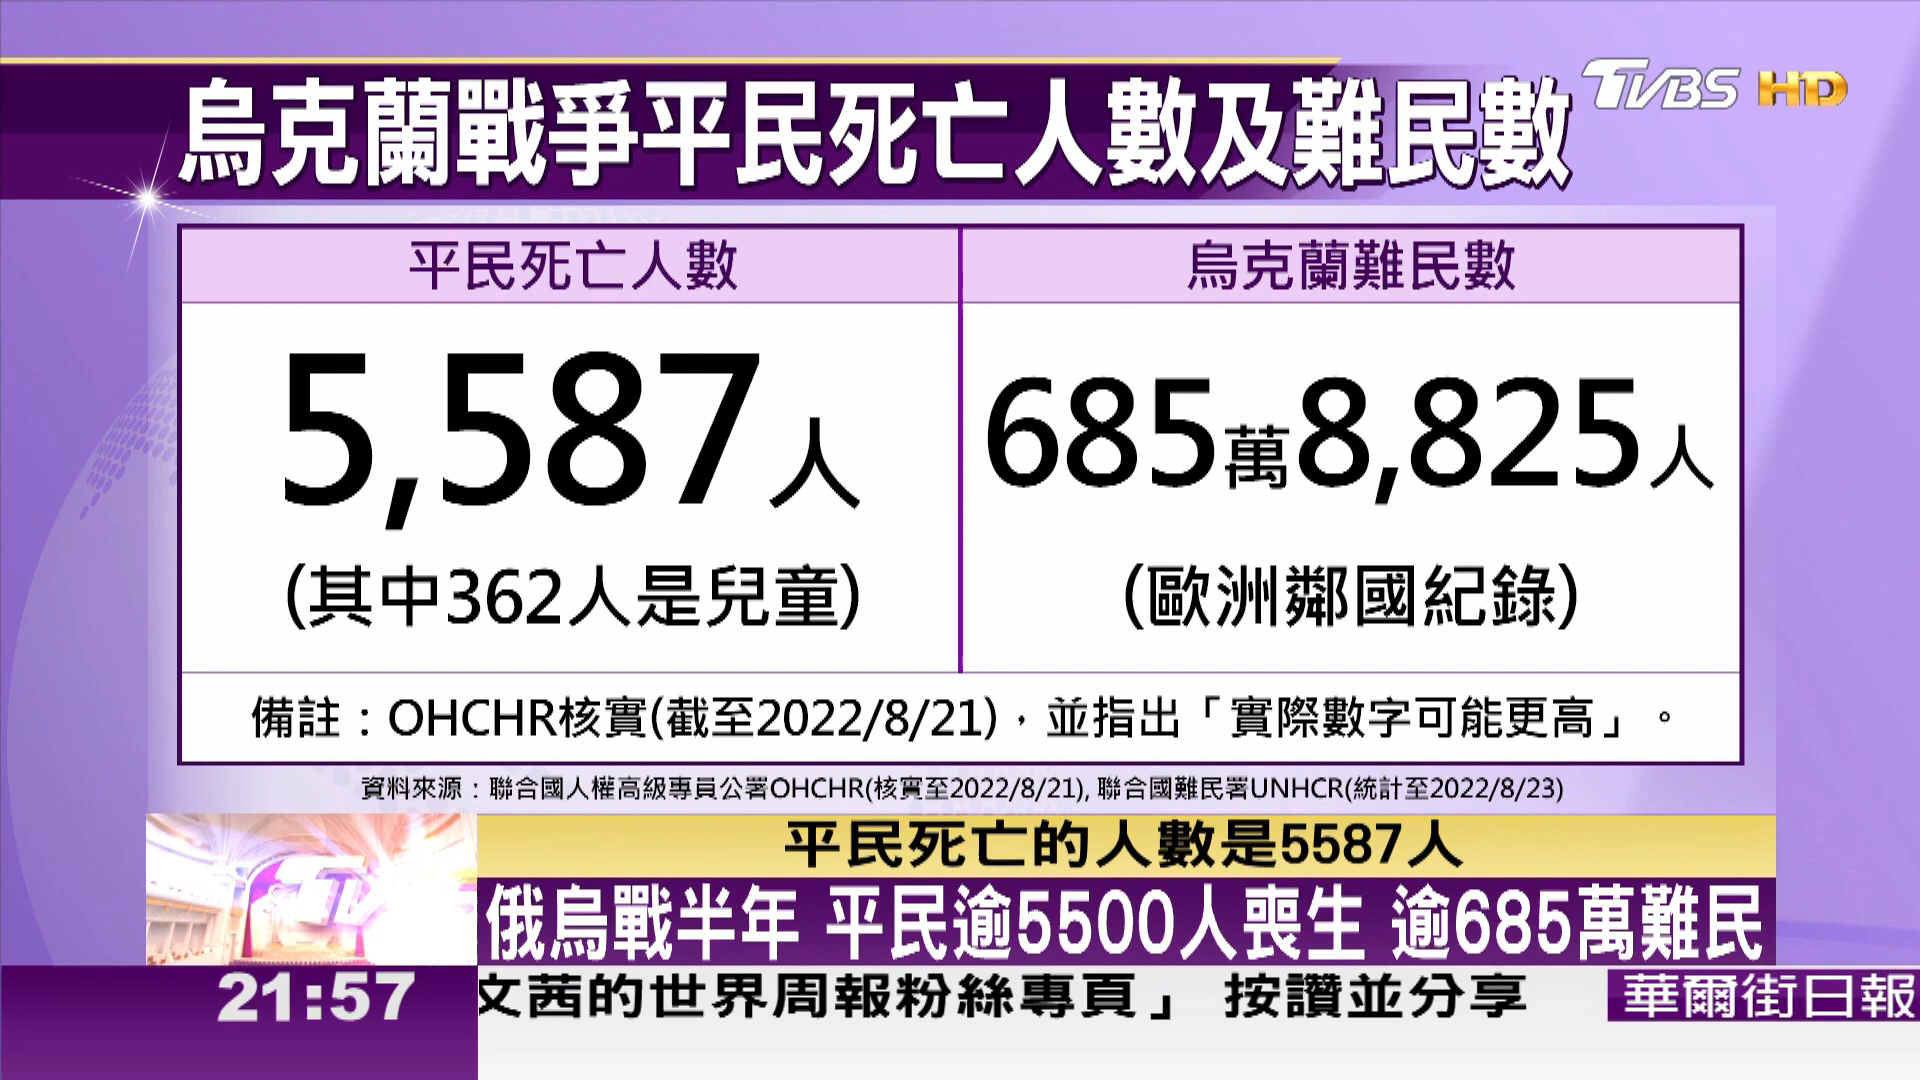 烏克蘭戰爭平民死亡人數及難民數
TVBS HD
平民死亡人數
烏克蘭難民數
5,587人
685萬8,825人
(其中362人是兒童)
(歐洲鄰國紀錄)
備註：OHCHR核實(截至2022/8/21)，並指出「實際數字可能更高」。
資料來源：聯合國人權高級專員公署OHCHR(核實至2022/8/21), 聯合國難民署UNHCR(統計至2022/8/23)
平民死亡的人數是5587人
俄烏戰半年 平民逾5500人喪生 逾685萬難民
21:57
文茜的世界周報粉絲專頁」 按讚並分享
華爾街日報